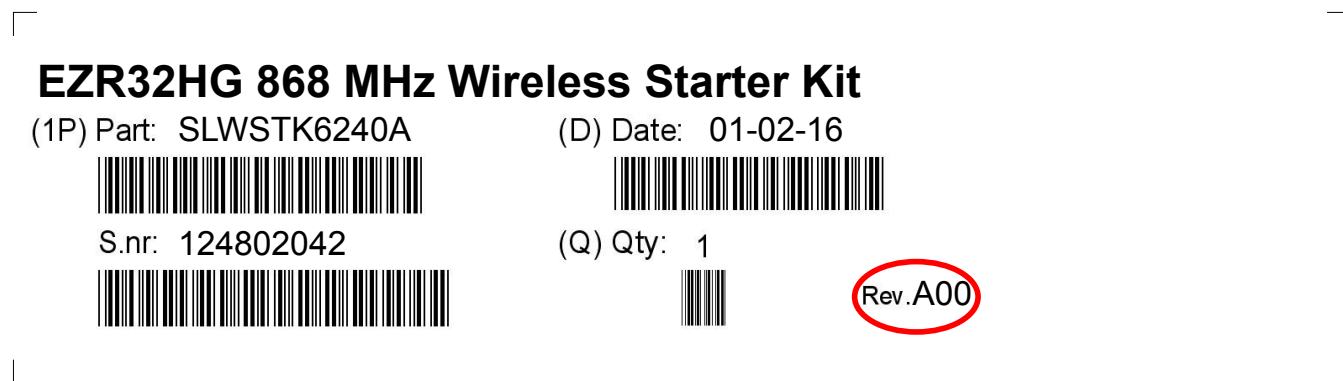 EZR32HG 868 MHz Wireless Starter Kit
(1P) Part: SLWSTK6240A (D) Date: 01-02-16
S.nr: 124802042 (Q) Qty: 1
Rev.A00